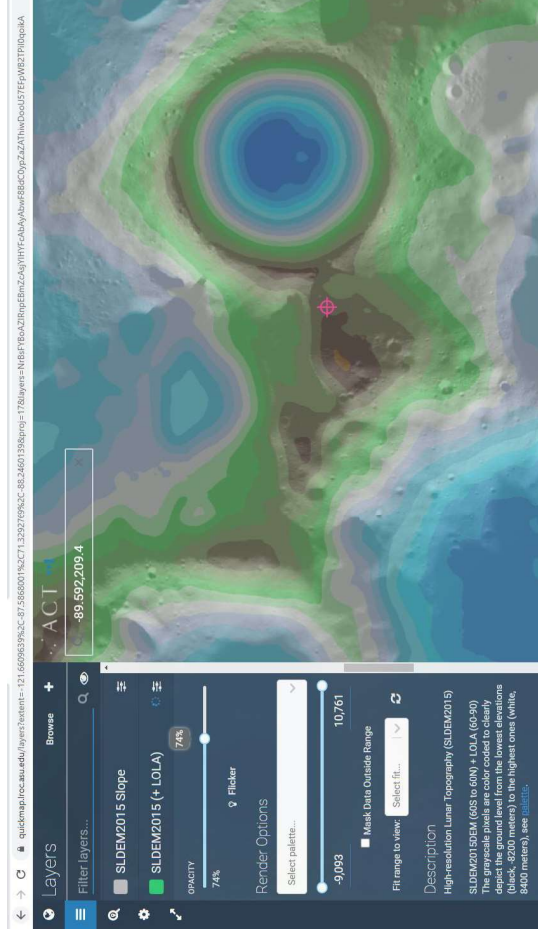 quickmap.lroc.asu.edu/layers?extent=-121.6609639%2C-87.5868001%2C71.3292769%2C-88.2460139&proj=17&layers=NrBsFYBoAZIRnpEBmZcAsjYIHYFcAbAyAbwF8BdC0ypZaZAThiwDooUS7EFpWB2TPil0qoikA
Layers
Browse +
Filter layers...
SLDEM2015 Slope
SLDEM2015 (+ LOLA)
OPACITY
74%
74%
Flicker
Render Options
Select palette...
-9,093
10,761
Mask Data Outside Range
Fit range to view:
Select fit...
Description
High-resolution Lunar Topography (SLDEM2015)
SLDEM2015DEM (60S to 60N) + LOLA (60-90)
The grayscale pixels are color coded to clearly
depict the ground level from the lowest elevations
(black, -8200 meters) to the highest ones (white,
8400 meters), see palette.
ACT
-89.592,209.4